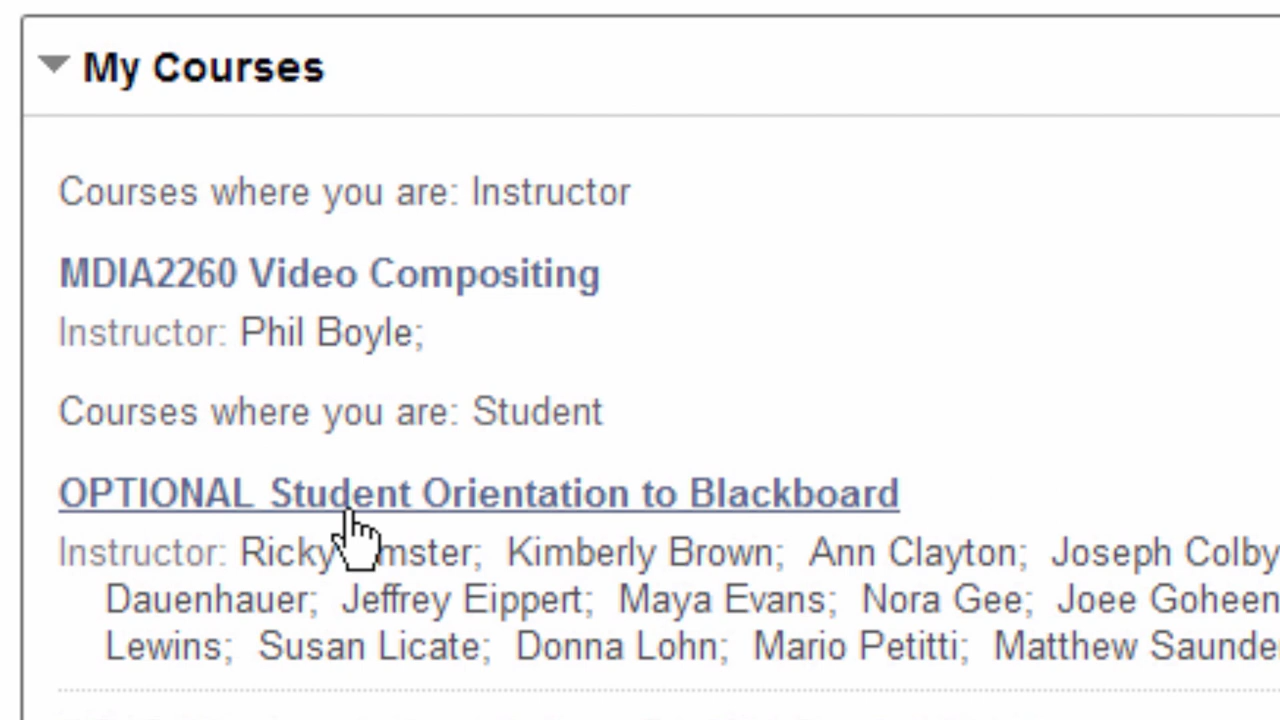 My Courses
Courses where you are: Instructor
MDIA2260 Video Compositing
Instructor: Phil Boyle;
Courses where you are: Student
OPTIONAL Student Orientation to Blackboard
Instructor: Ricky mster; Kimberly Brown; Ann Clayton; Joseph Colby
Dauenhauer; Jeffrey Eippert; Maya Evans; Nora Gee; Joee Goheen
Lewins; Susan Licate; Donna Lohn; Mario Petitti; Matthew Saunde